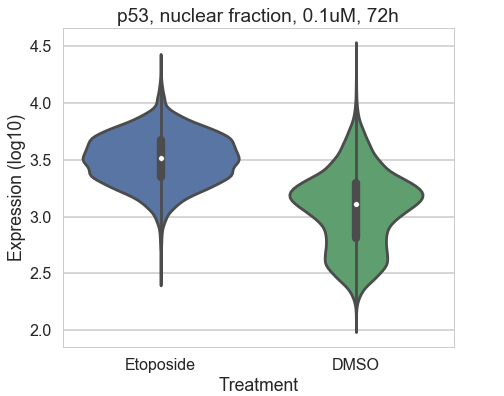 p53, nuclear fraction, 0.1uM, 72h
4.5
4.0
3.5
3.0
2.5
2.0
Expression (log10)
Etoposide DMSO
Treatment